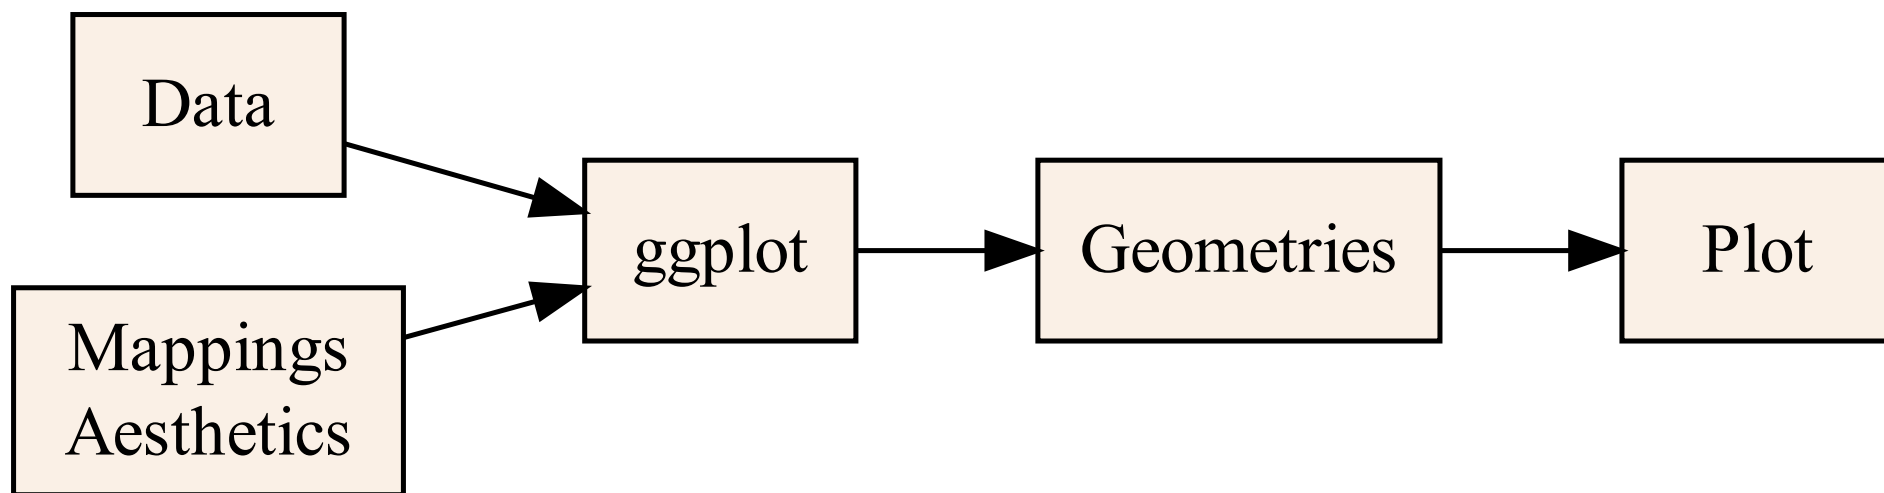 Data
Mappings
Aesthetics
ggplot
Geometries
Plot